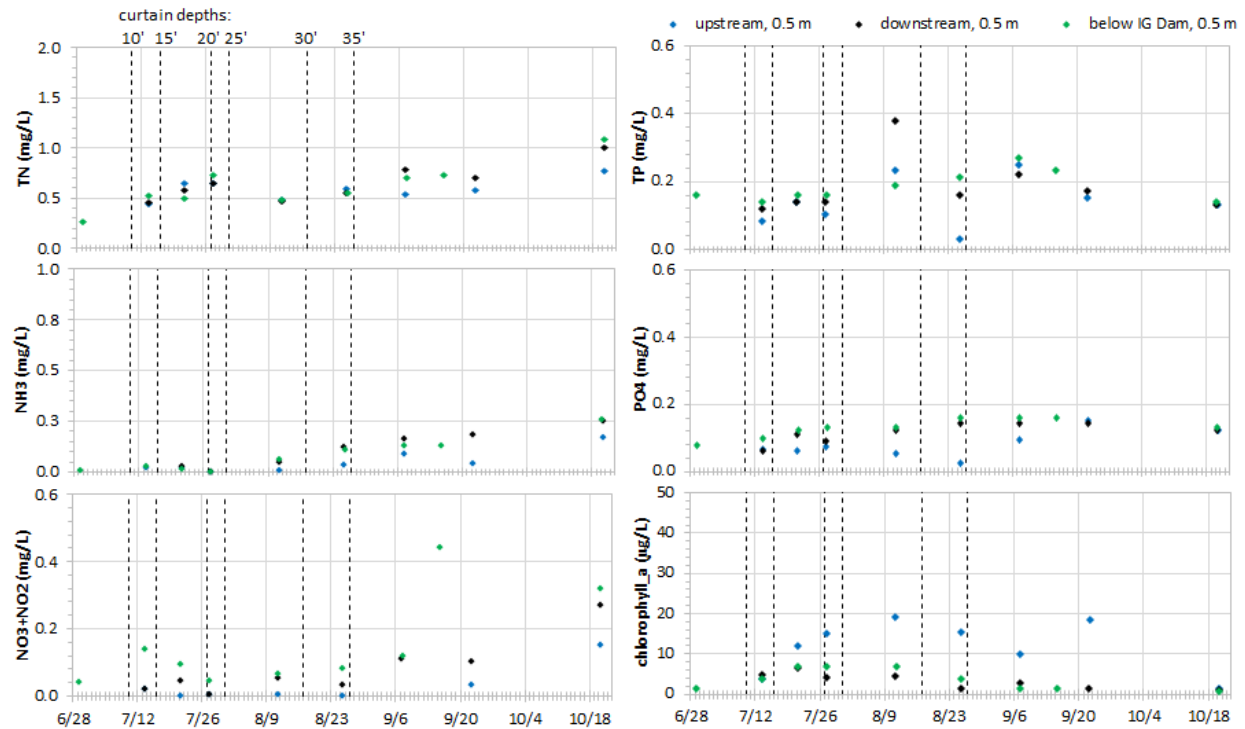 curtain depths:
10' 15' 20' 25' 30' 35'
upstream, 0.5 m downstream, 0.5 m below IG Dam, 0.5 m
TN (mg/L)
2.0
1.5
1.0
0.5
0.0
TP (mg/L)
0.6
0.4
0.2
0.0
NH3 (mg/L)
1.0
0.8
0.5
0.3
0.0
PO4 (mg/L)
0.6
0.4
0.2
0.0
NO3+NO2 (mg/L)
0.6
0.4
0.2
0.0
6/28 7/12 7/26 8/9 8/23 9/6 9/20 10/4 10/18
chlorophyll_a (µg/L)
50
40
30
20
10
0
6/28 7/12 7/26 8/9 8/23 9/6 9/20 10/4 10/18